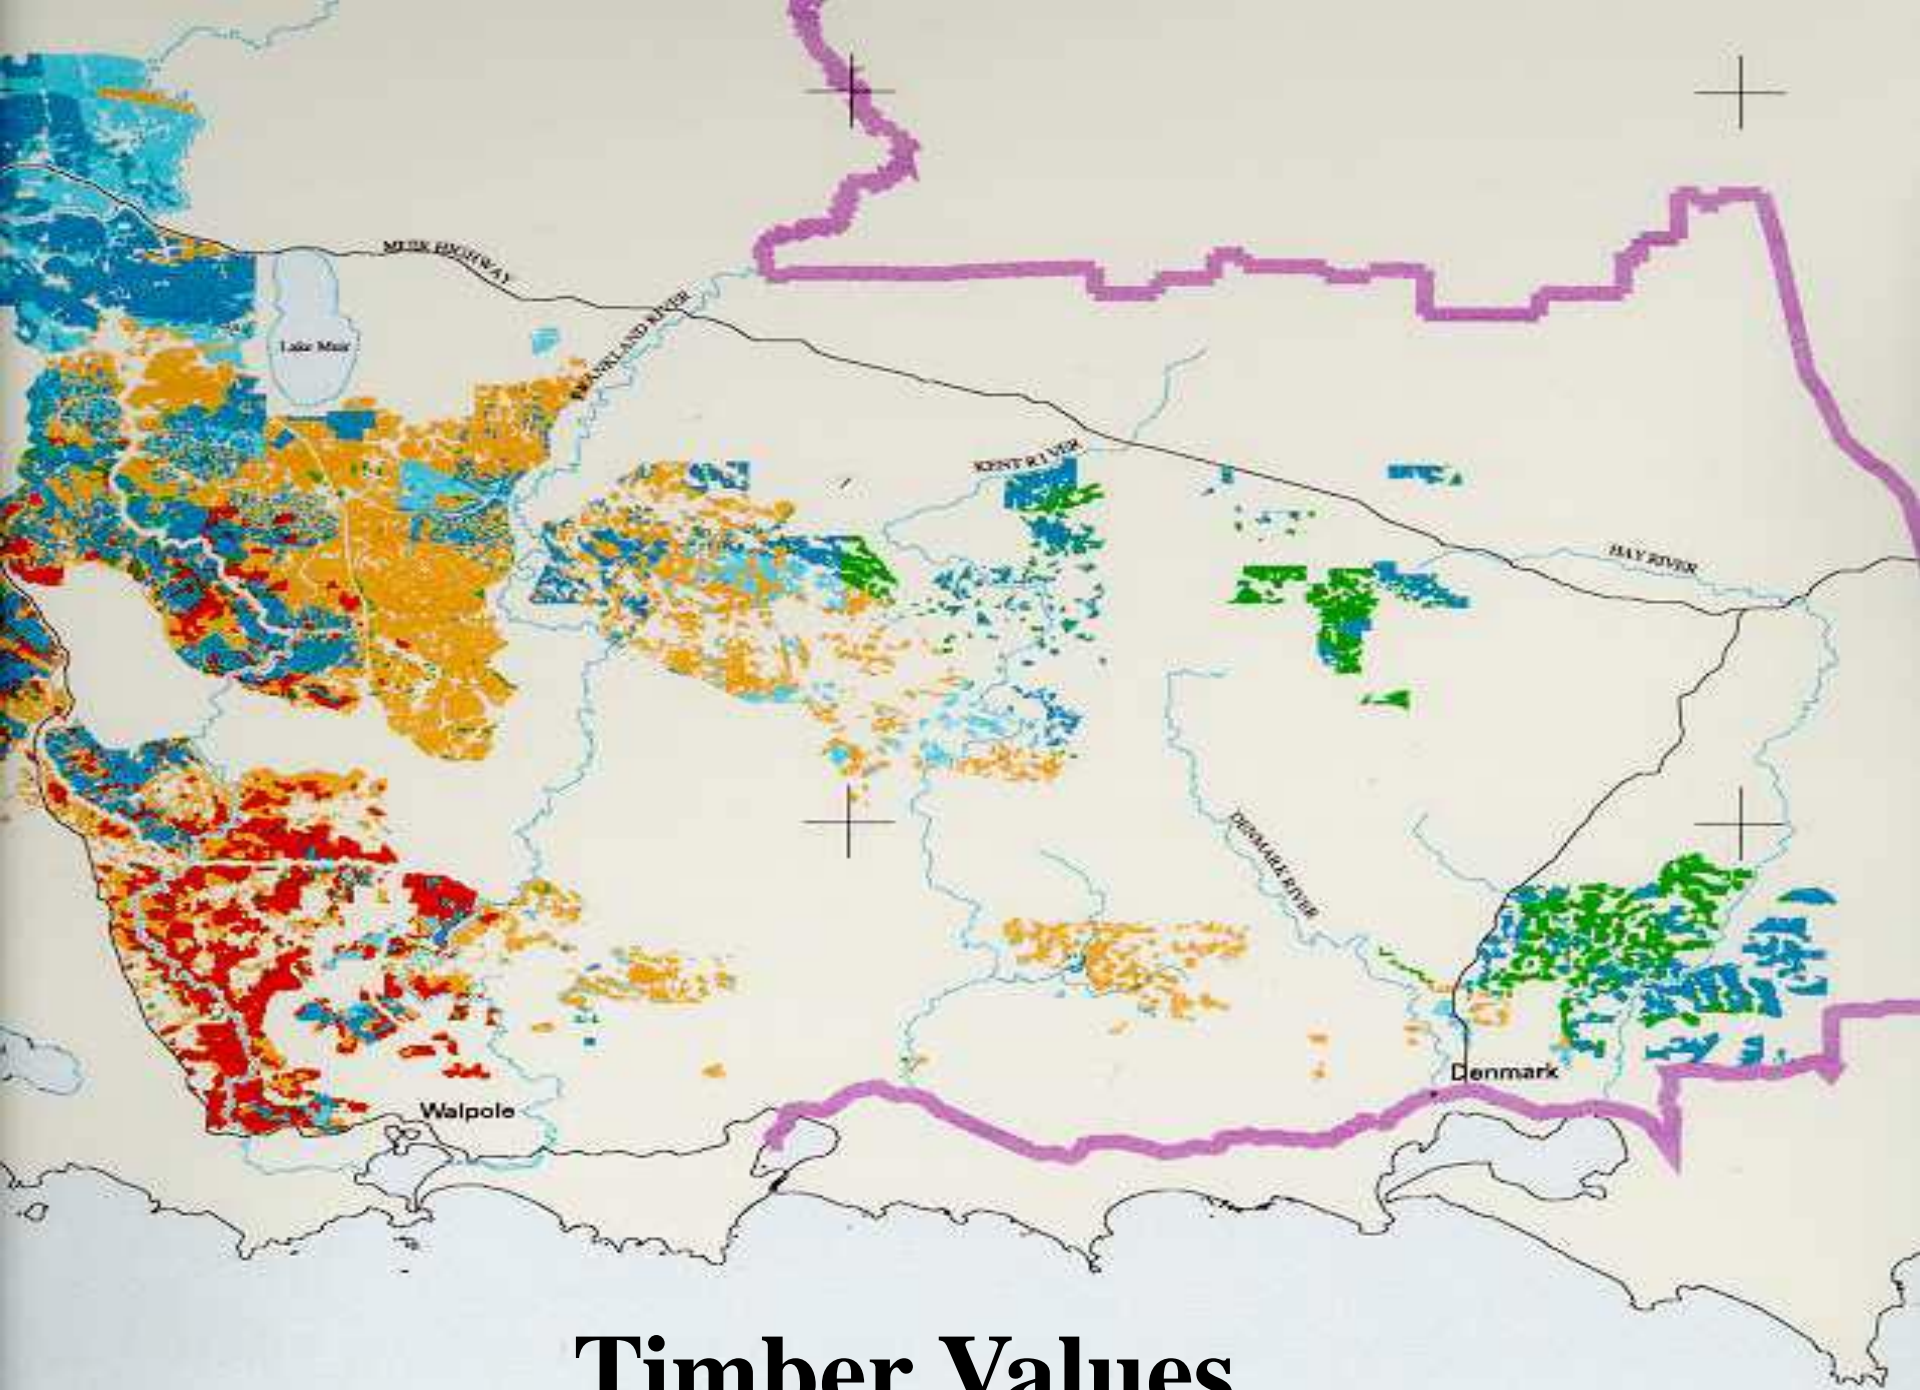 MUIR HIGHWAY
FRANKLAND RIVER
Lake Muir
KENT RIVER
HAY RIVER
DENMARK RIVER
Denmark
Walpole
Timber Values